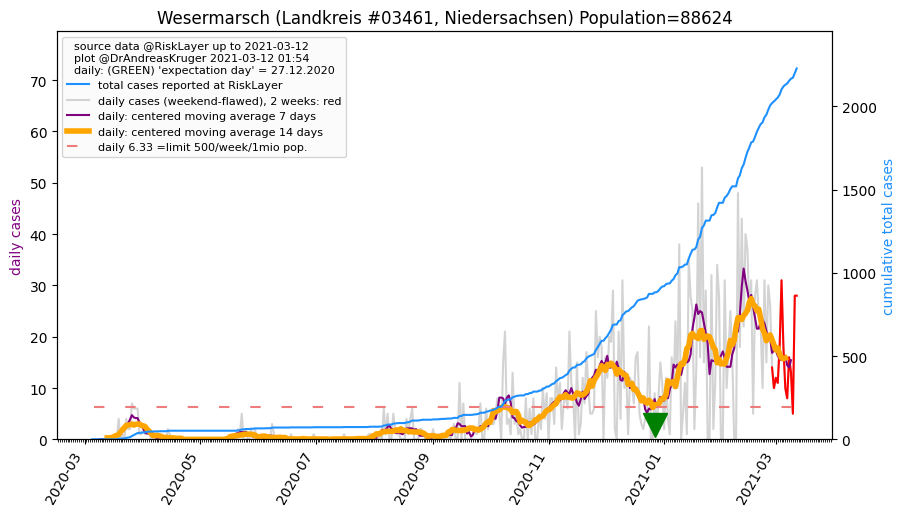 Wesermarsch (Landkreis #03461, Niedersachsen) Population=88624
source data @RiskLayer up to 2021-03-12
plot @DrAndreasKruger 2021-03-12 01:54
daily: (GREEN) 'expectation day' = 27.12.2020
total cases reported at RiskLayer
daily cases (weekend-flawed), 2 weeks: red
daily: centered moving average 7 days
daily: centered moving average 14 days
daily 6.33 =limit 500/week/1mio pop.
daily cases
70
60
50
40
30
20
10
0
cumulative total cases
2000
1500
1000
500
0
2020-03
2020-05
2020-07
2020-09
2020-11
2021-01
2021-03